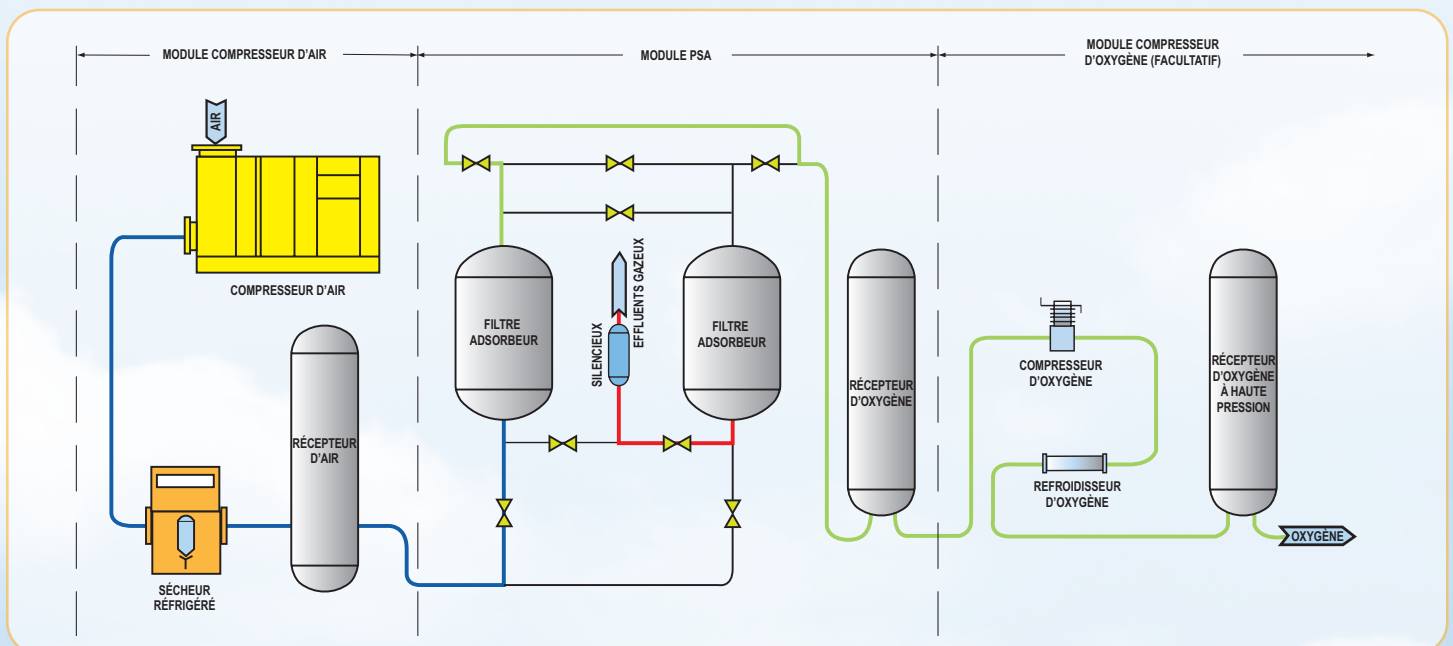 MODULE COMPRESSEUR D'AIR
MODULE PSA
MODULE COMPRESSEUR
D'OXYGÈNE (FACULTATIF)
AIR
COMPRESSEUR D'AIR
RÉCEPTEUR
D'AIR
SÉCHEUR
RÉFRIGÉRÉ
FILTRE
ADSORBEUR
SILENCIEUX
EFFLUENTS GAZEUX
FILTRE
ADSORBEUR
RÉCEPTEUR
D'OXYGÈNE
COMPRESSEUR
D'OXYGÈNE
REFROIDISSEUR
D'OXYGÈNE
RÉCEPTEUR
D'OXYGÈNE
À HAUTE
PRESSION
OXYGÈNE